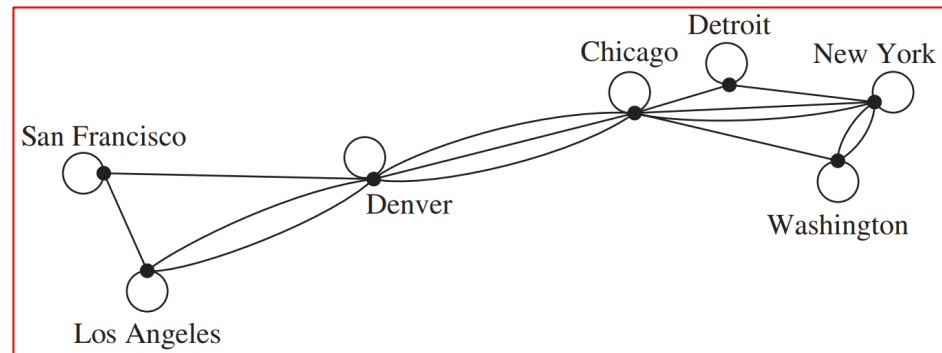 Detroit
Chicago
New York
San Francisco
Denver
Washington
Los Angeles